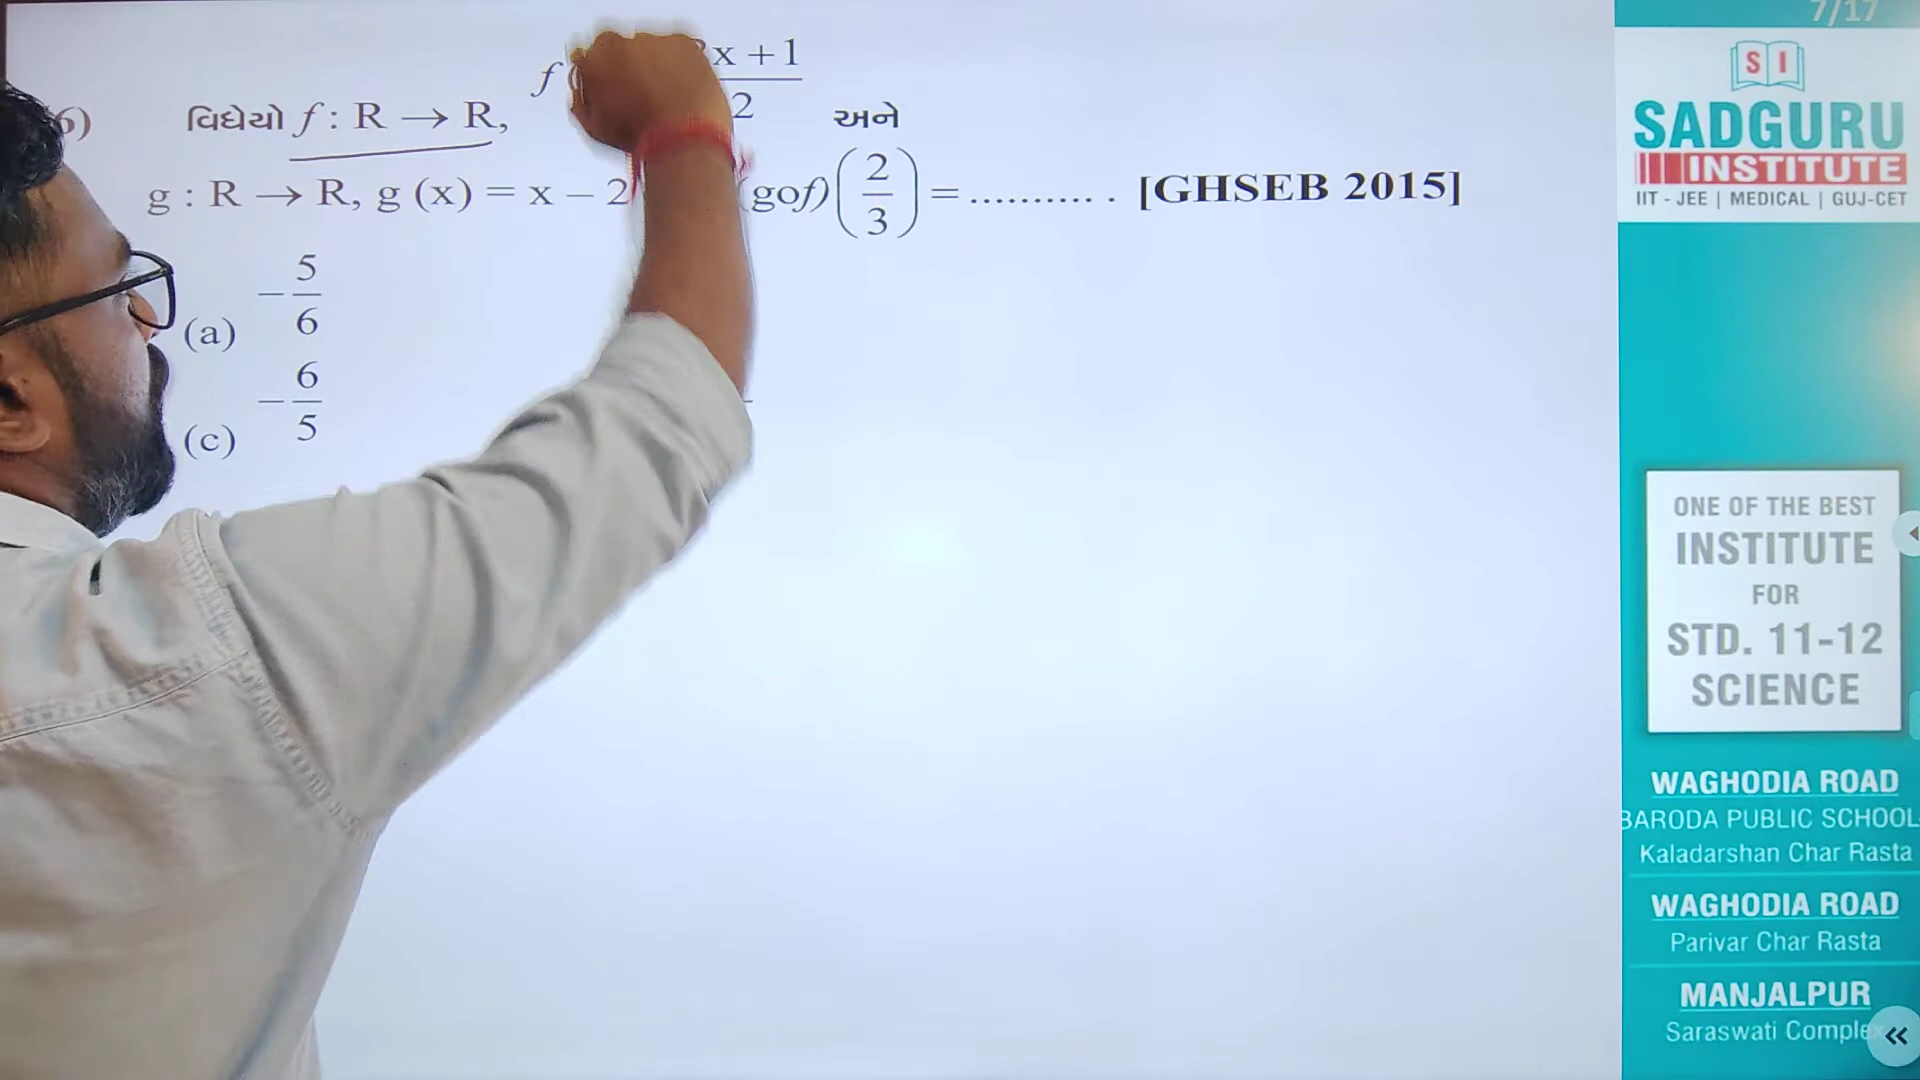 7/17
6)
વિધેયો f : R → R,
f( x + 1 / 2
અને
g : R → R, g (x) = x – 2
(gof)(2/3) = .......... . [GHSEB 2015]
(a) – 5/6
(c) – 6/5
S I
SADGURU
INSTITUTE
IIT - JEE | MEDICAL | GUJ-CET
ONE OF THE BEST
INSTITUTE
FOR
STD. 11-12
SCIENCE
WAGHODIA ROAD
BARODA PUBLIC SCHOOL
Kaladarshan Char Rasta
WAGHODIA ROAD
Parivar Char Rasta
MANJALPUR
Saraswati Comple